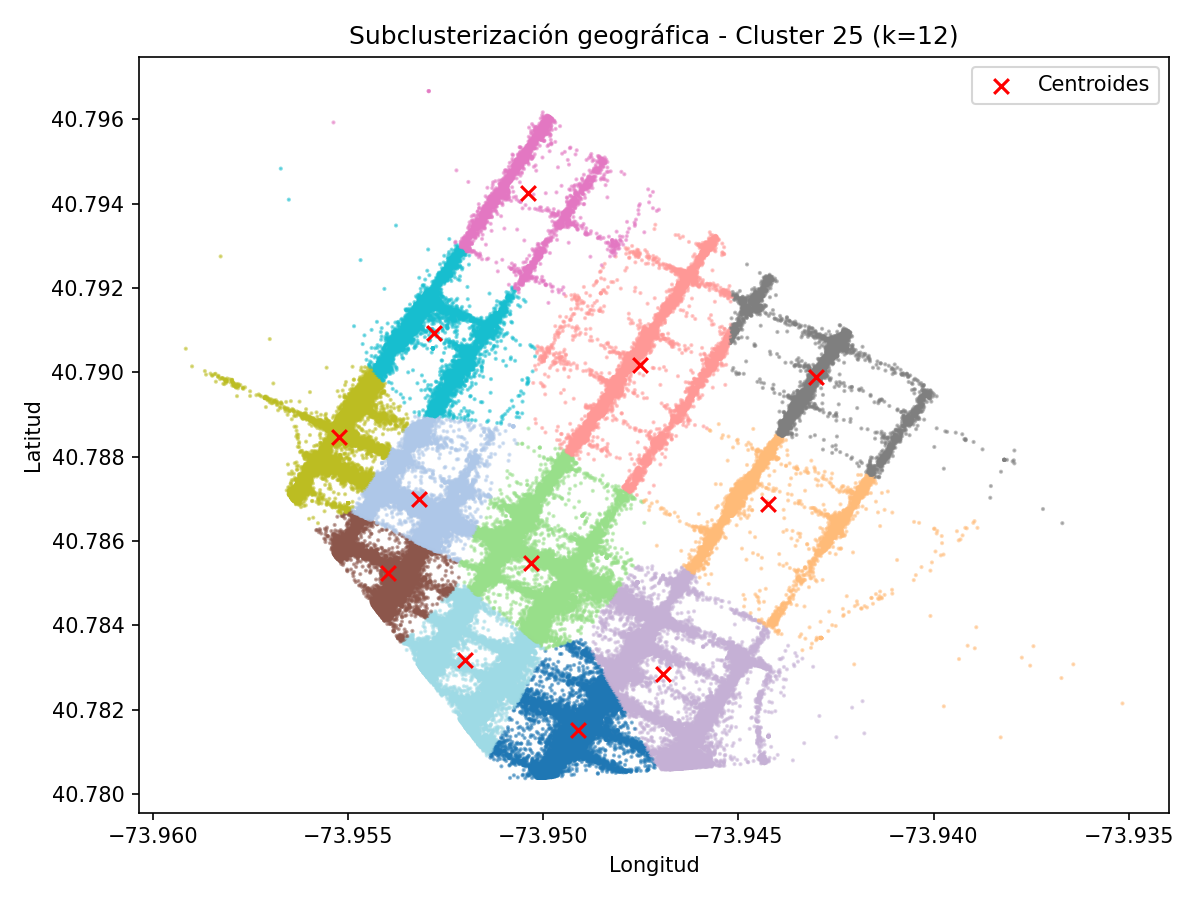 Subclusterización geográfica - Cluster 25 (k=12)
Centroides
40.796
40.794
40.792
40.790
40.788
40.786
40.784
40.782
40.780
Latitud
−73.960 −73.955 −73.950 −73.945 −73.940 −73.935
Longitud